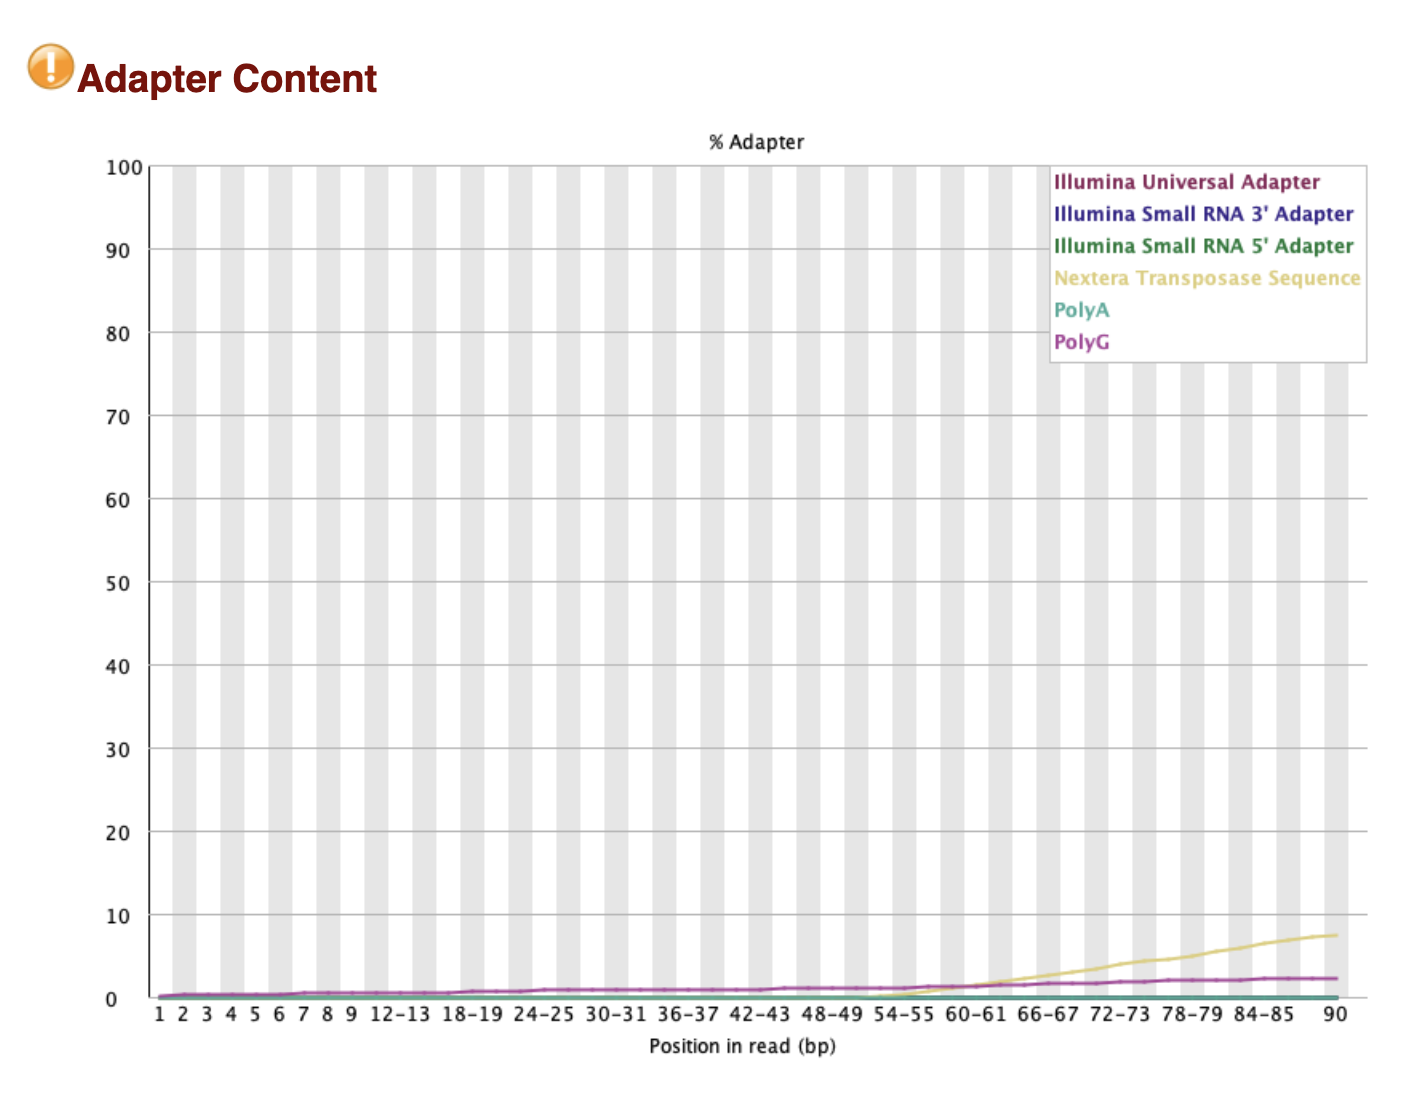 Adapter Content
% Adapter
100
90
80
70
60
50
40
30
20
10
0
Illumina Universal Adapter
Illumina Small RNA 3' Adapter
Illumina Small RNA 5' Adapter
Nextera Transposase Sequence
PolyA
PolyG
1 2 3 4 5 6 7 8 9 12-13 18-19 24-25 30-31 36-37 42-43 48-49 54-55 60-61 66-67 72-73 78-79 84-85 90
Position in read (bp)